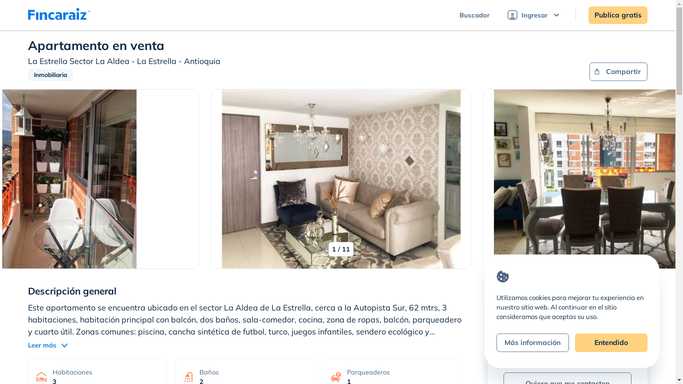 Fincaraiz
Buscador
Ingresar
Publica gratis
Apartamento en venta
La Estrella Sector La Aldea - La Estrella - Antioquia
Inmobiliaria
Compartir
1 / 11
Descripción general
Este apartamento se encuentra ubicado en el sector La Aldea de La Estrella, cerca a la Autopista Sur, 62 mtrs, 3
habitaciones, habitación principal con balcón, dos baños, sala-comedor, cocina, zona de ropas, balcón, parqueadero
y cuarto útil. Zonas comunes: piscina, cancha sintética de futbol, turco, juegos infantiles, sendero ecológico y...
Leer más
Habitaciones
3
Baños
2
Parqueaderos
1
Utilizamos cookies para mejorar tu experiencia en
nuestro sitio web. Al continuar en el sitio
consideramos que aceptas su uso.
Más información
Entendido
Quiero que me contacten